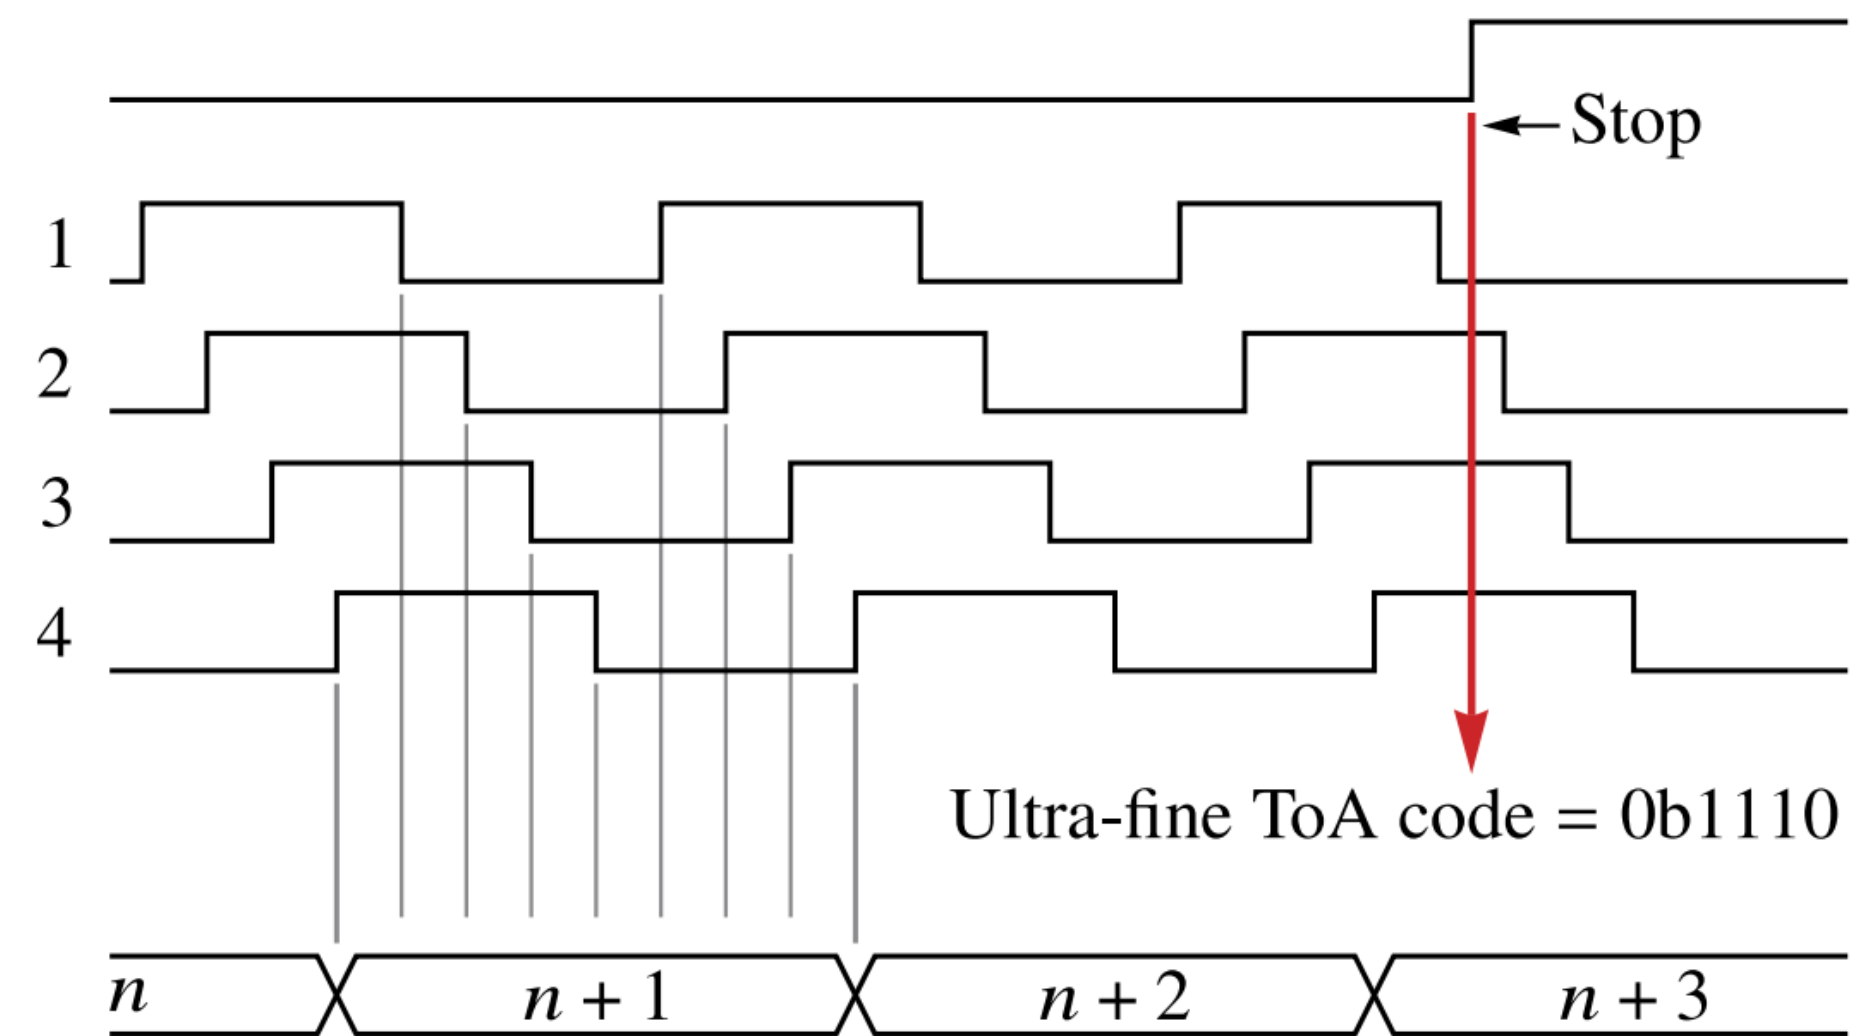 Stop
1
2
3
4
Ultra-fine ToA code = 0b1110
n
n + 1
n + 2
n + 3